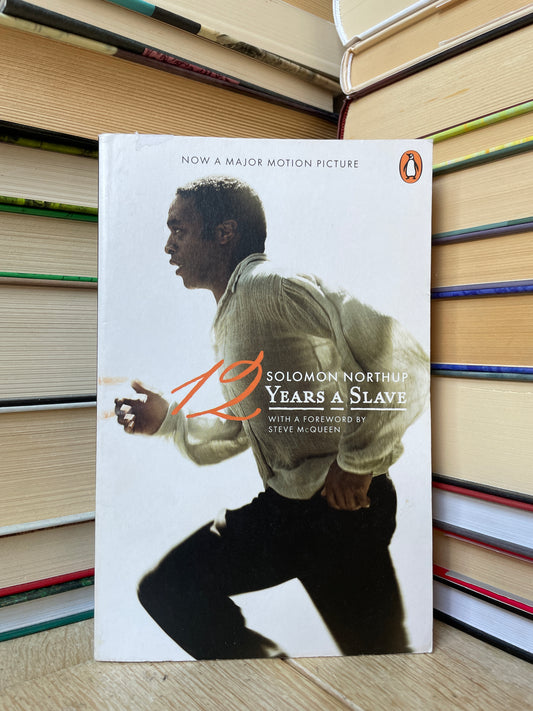 NOW A MAJOR MOTION PICTURE
SOLOMON NORTHUP
12 YEARS A SLAVE
WITH A FOREWORD BY
STEVE McQUEEN